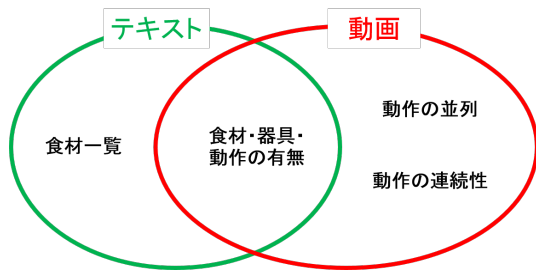 テキスト
動画
食材一覧
食材・器具・
動作の有無
動作の並列
動作の連続性